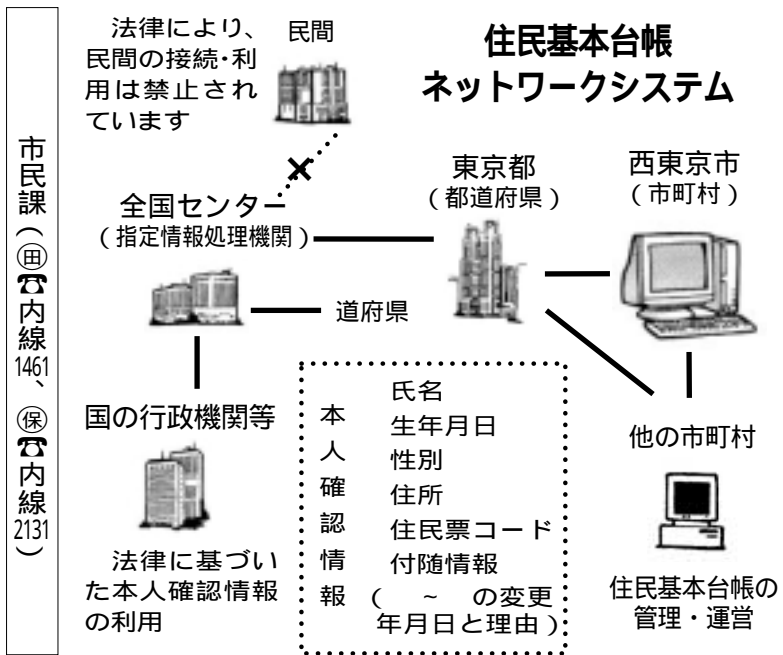 住民基本台帳
ネットワークシステム
法律により、
民間の接続・利
用は禁止され
ています
民間
×
全国センター
(指定情報処理機関)
東京都
(都道府県)
西東京市
(市町村)
道府県
国の行政機関等
法律に基づい
た本人確認情報
の利用
本人確認情報
氏名
生年月日
性別
住所
住民票コード
付随情報
( ~ の変更
年月日と理由)
他の市町村
住民基本台帳の
管理・運営
市民課(㊞☎内線1461、㊡☎内線2131)